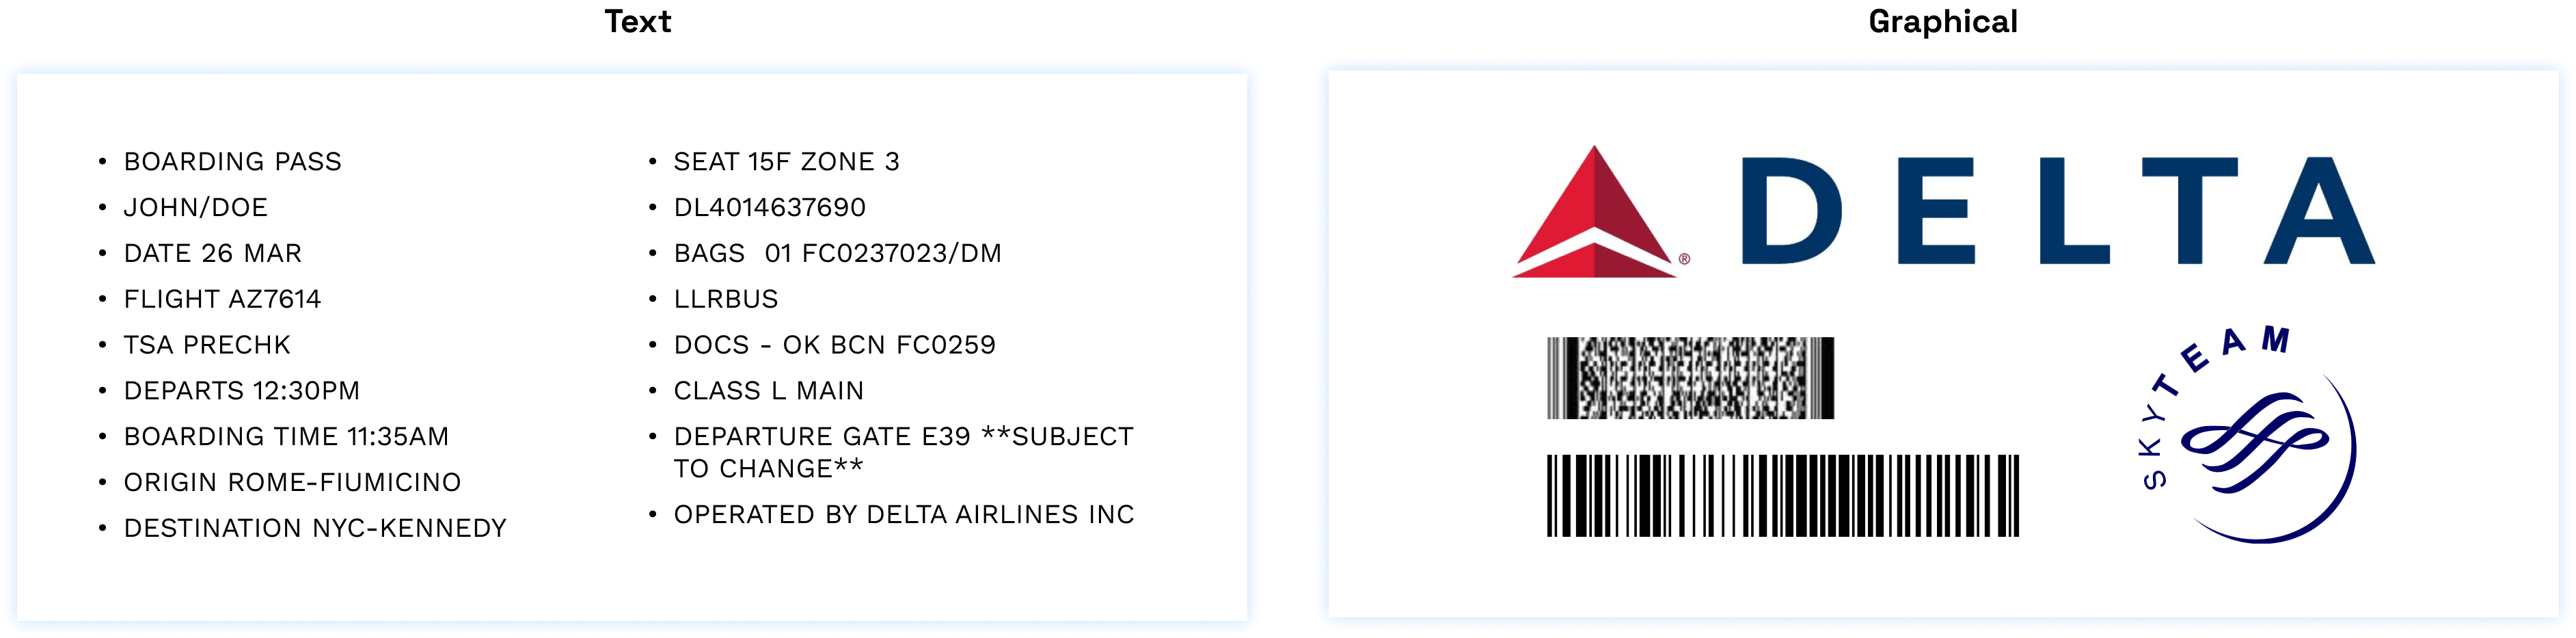 Text
• BOARDING PASS
• JOHN/DOE
• DATE 26 MAR
• FLIGHT AZ7614
• TSA PRECHK
• DEPARTS 12:30PM
• BOARDING TIME 11:35AM
• ORIGIN ROME-FIUMICINO
• DESTINATION NYC-KENNEDY
• SEAT 15F ZONE 3
• DL4014637690
• BAGS  01 FC0237023/DM
• LLRBUS
• DOCS - OK BCN FC0259
• CLASS L MAIN
• DEPARTURE GATE E39 **SUBJECT
TO CHANGE**
• OPERATED BY DELTA AIRLINES INC
Graphical
® DELTA
SKYTEAM